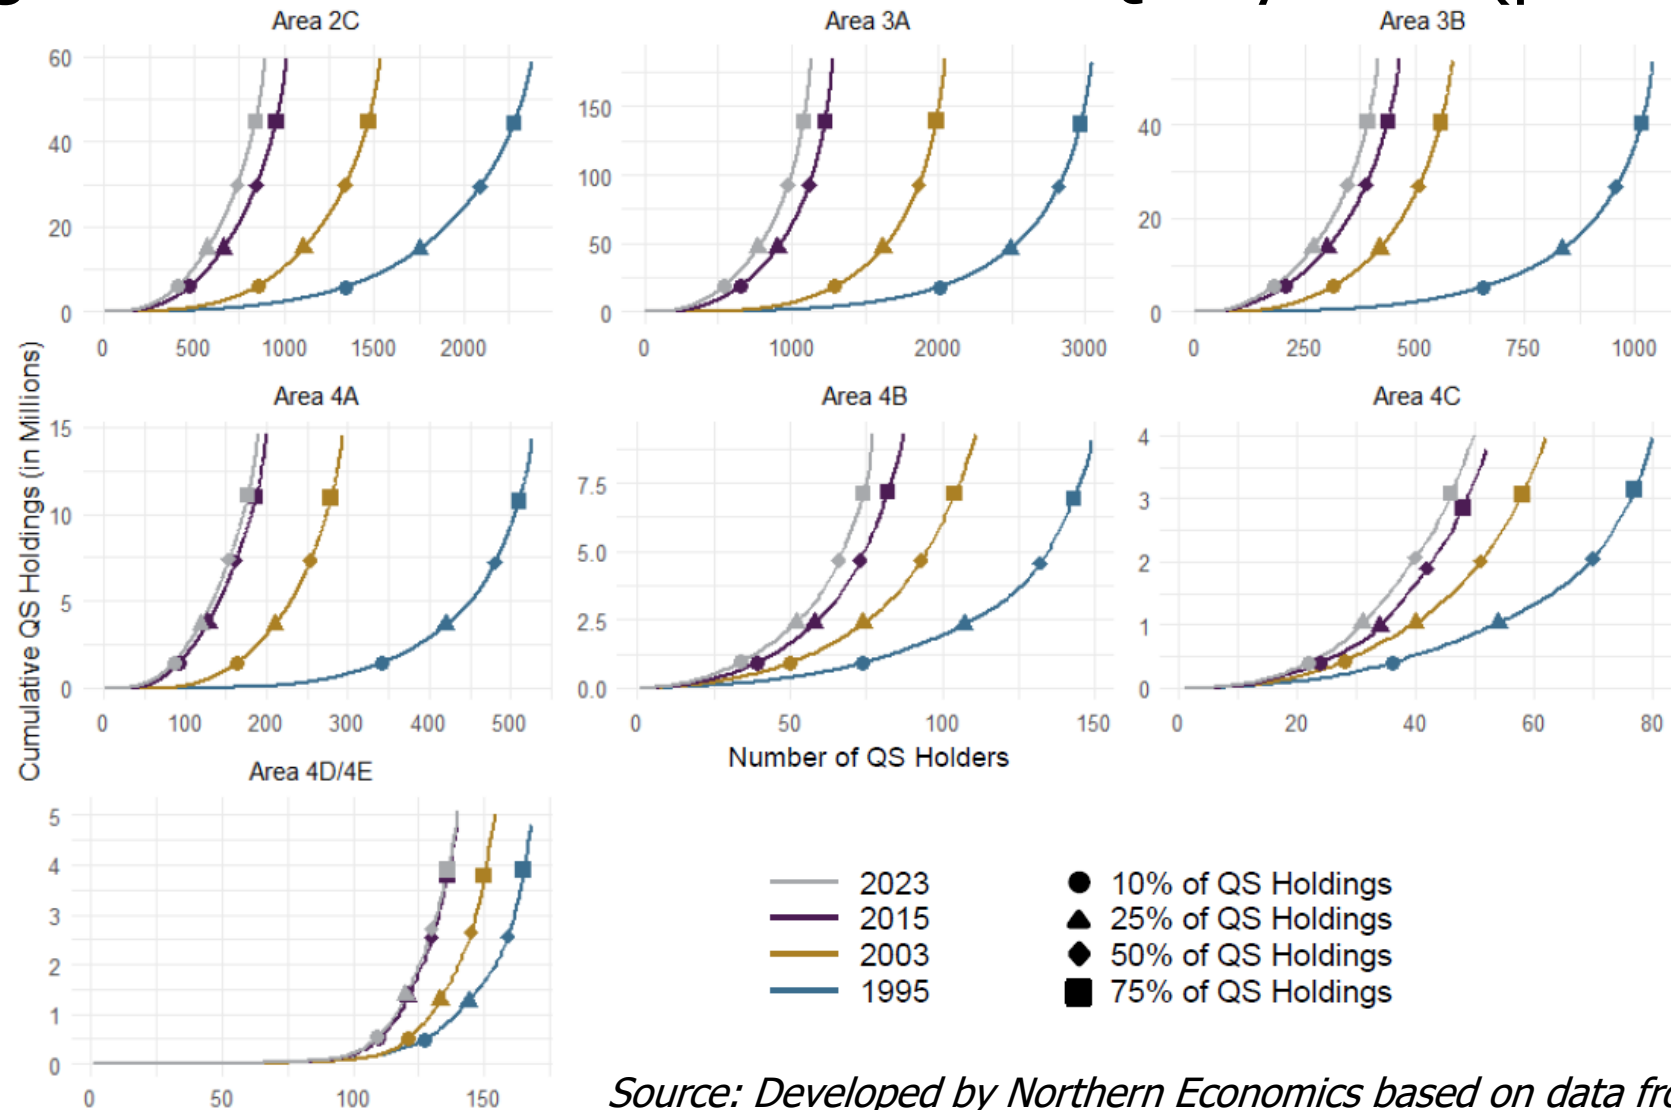 Area 2C
Area 3A
Area 3B
60
40
20
0
0 500 1000 1500 2000
150
100
50
0
0 1000 2000 3000
40
20
0
0 250 500 750 1000
Cumulative QS Holdings (in Millions)
Area 4A
Area 4B
Area 4C
15
10
5
0
0 100 200 300 400 500
7.5
5.0
2.5
0.0
0 50 100 150
4
3
2
1
0
0 20 40 60 80
Number of QS Holders
Area 4D/4E
5
4
3
2
1
0
0 50 100 150
2023
2015
2003
1995
10% of QS Holdings
25% of QS Holdings
50% of QS Holdings
75% of QS Holdings
Source: Developed by Northern Economics based on data fr